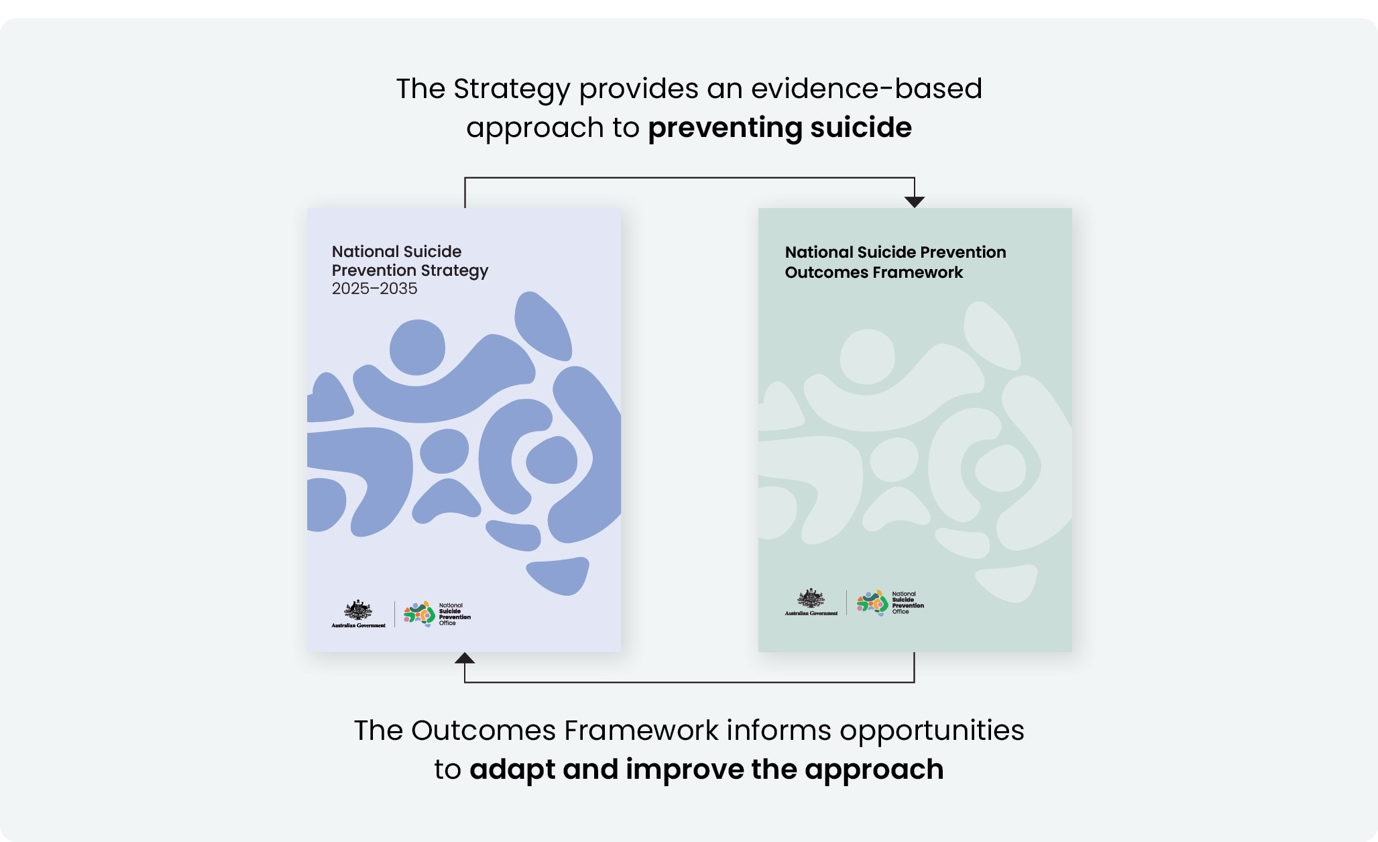 The Strategy provides an evidence-based
approach to preventing suicide
National Suicide
Prevention Strategy
2025–2035
Australian Government
National
Suicide
Prevention
Office
National Suicide Prevention
Outcomes Framework
Australian Government
National
Suicide
Prevention
Office
The Outcomes Framework informs opportunities
to adapt and improve the approach